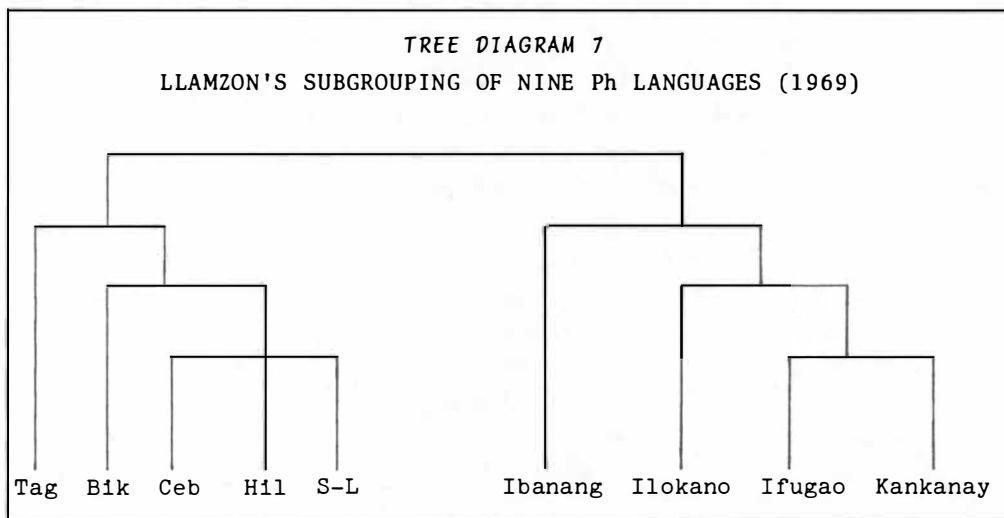 TREE DIAGRAM 7
LLAMZON'S SUBGROUPING OF NINE Ph LANGUAGES (1969)
Tag Bik Ceb Hil S-L Ibanang Ilokano Ifugao Kankanay